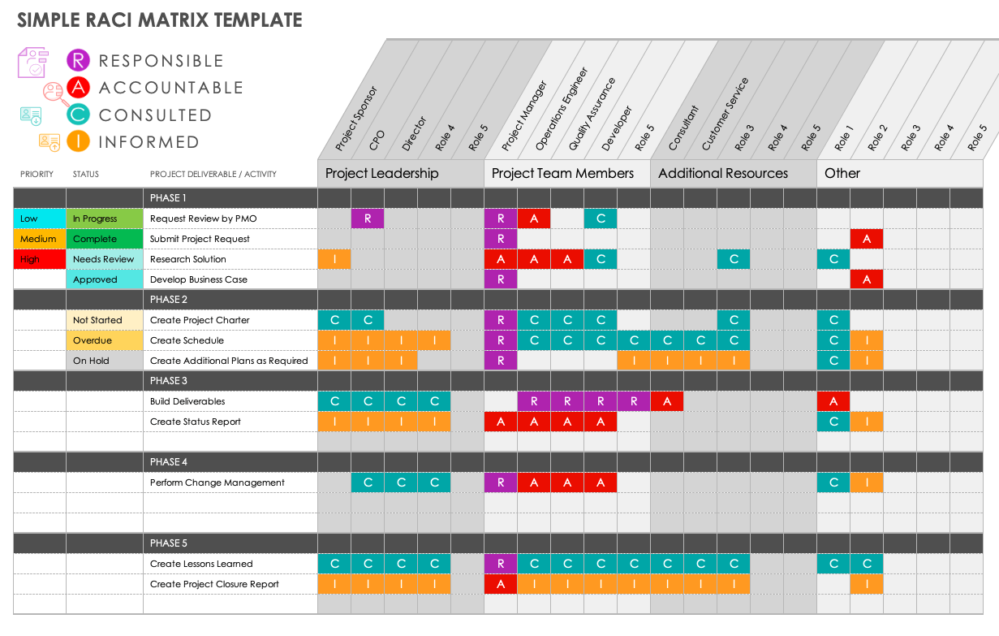 SIMPLE RACI MATRIX TEMPLATE
R RESPONSIBLE
A ACCOUNTABLE
C CONSULTED
I INFORMED
Project Sponsor
CPO
Director
Role 4
Role 5
Project Manager
Operations Engineer
Quality Assurance
Developer
Role 5
Consultant
Customer Service
Role 3
Role 4
Role 5
Role 1
Role 2
Role 3
Role 4
Role 5
PRIORITY STATUS PROJECT DELIVERABLE / ACTIVITY Project Leadership Project Team Members Additional Resources Other
PHASE 1
Low In Progress Request Review by PMO R R A C
Medium Complete Submit Project Request R A
High Needs Review Research Solution I A A A C C C
Approved Develop Business Case R A
PHASE 2
Not Started Create Project Charter C C R C C C C C
Overdue Create Schedule I I I I R C C C C C C C C I
On Hold Create Additional Plans as Required I I I R I I I I C I
PHASE 3
Build Deliverables C C C C R R R R A A
Create Status Report I I I I A A A A C I
PHASE 4
Perform Change Management C C C R A A A C I
PHASE 5
Create Lessons Learned C C C C R C C C C C C C C C
Create Project Closure Report I I I I A I I I I I I I I